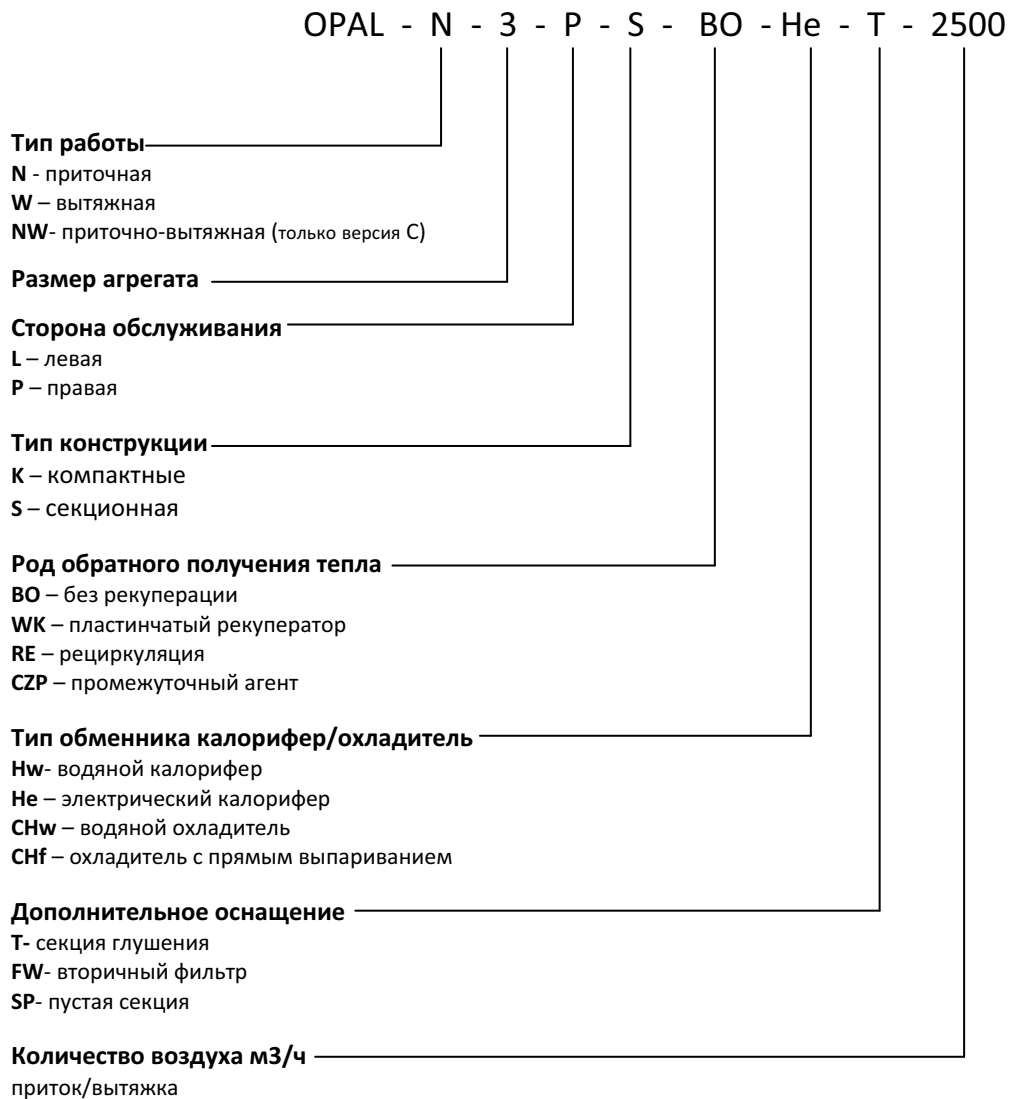 OPAL - N - 3 - P - S - BO - He - T - 2500
Тип работы
N - приточная
W – вытяжная
NW- приточно-вытяжная (только версия С)
Размер агрегата
Сторона обслуживания
L – левая
P – правая
Тип конструкции
K – компактные
S – секционная
Род обратного получения тепла
BO – без рекуперации
WK – пластинчатый рекуператор
RE – рециркуляция
CZP – промежуточный агент
Тип обменника калорифер/охладитель
Hw- водяной калорифер
He – электрический калорифер
CHw – водяной охладитель
CHf – охладитель с прямым выпариванием
Дополнительное оснащение
T- секция глушения
FW- вторичный фильтр
SP- пустая секция
Количество воздуха м3/ч
приток/вытяжка